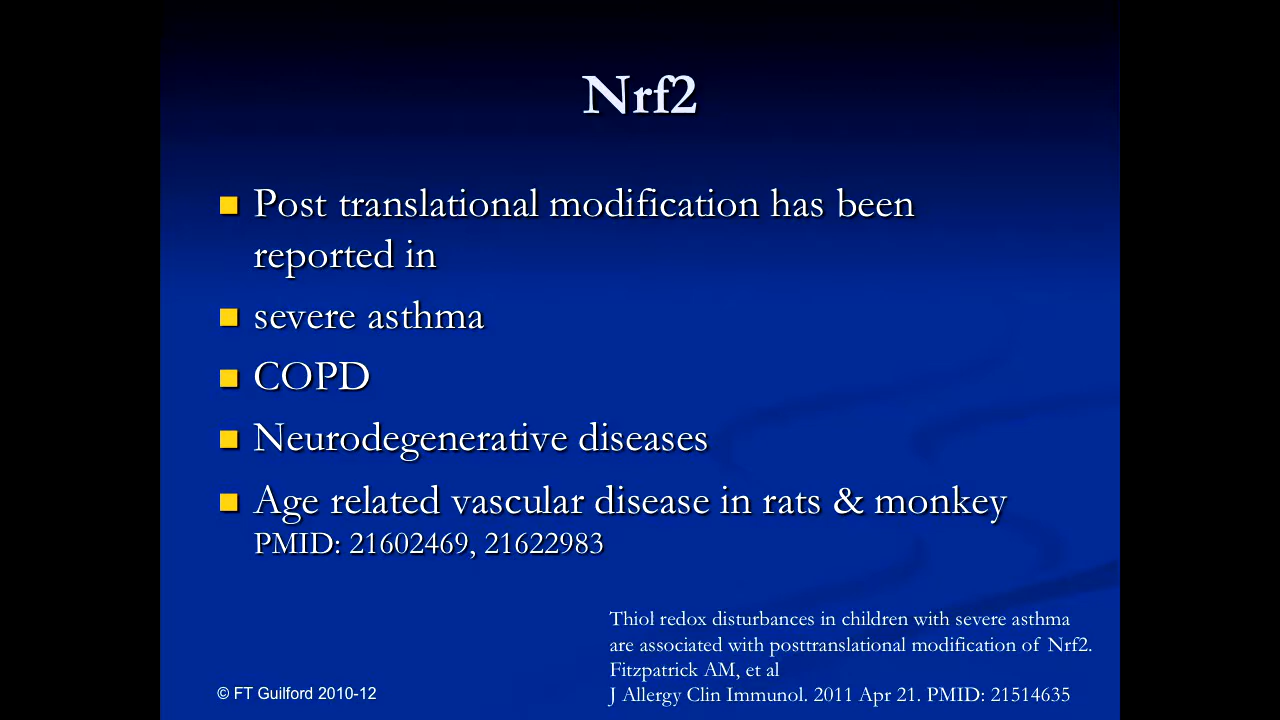 Nrf2
Post translational modification has been
reported in
severe asthma
COPD
Neurodegenerative diseases
Age related vascular disease in rats & monkey
PMID: 21602469, 21622983
Thiol redox disturbances in children with severe asthma
are associated with posttranslational modification of Nrf2.
Fitzpatrick AM, et al
J Allergy Clin Immunol. 2011 Apr 21. PMID: 21514635
© FT Guilford 2010-12